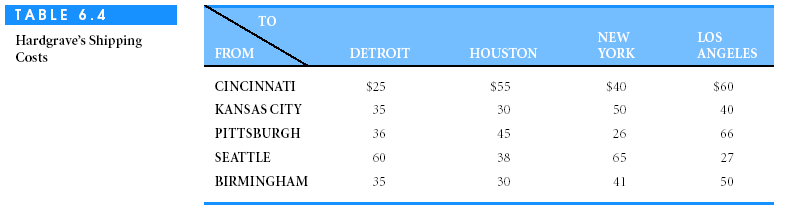 TABLE 6.4
Hardgrave's Shipping
Costs
TO
FROM DETROIT HOUSTON NEW YORK LOS ANGELES
CINCINNATI $25 $55 $40 $60
KANSAS CITY 35 30 50 40
PITTSBURGH 36 45 26 66
SEATTLE 60 38 65 27
BIRMINGHAM 35 30 41 50